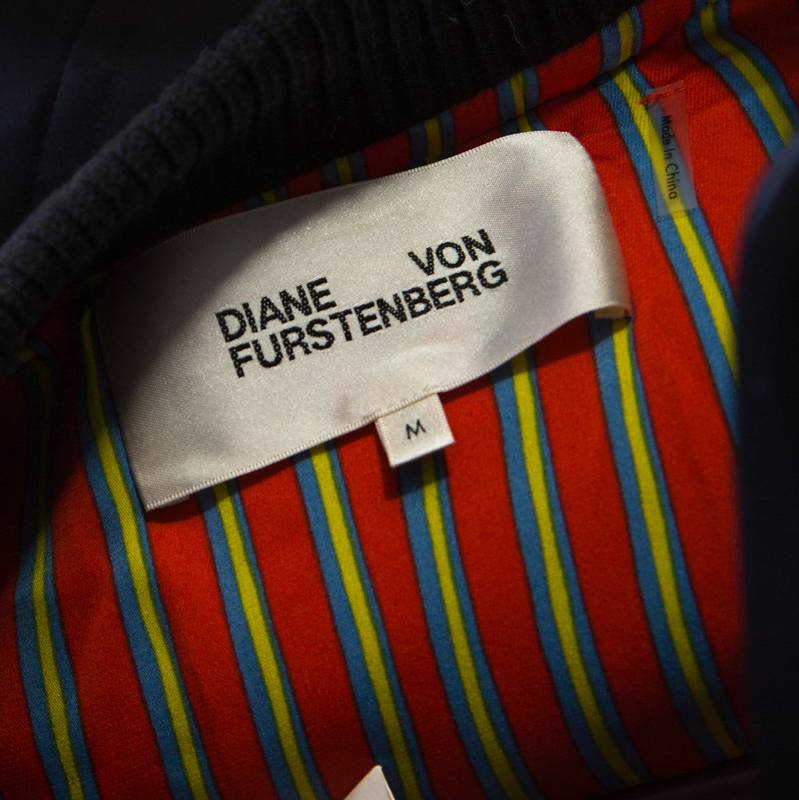 DIANE VON
FURSTENBERG
M
Made In China